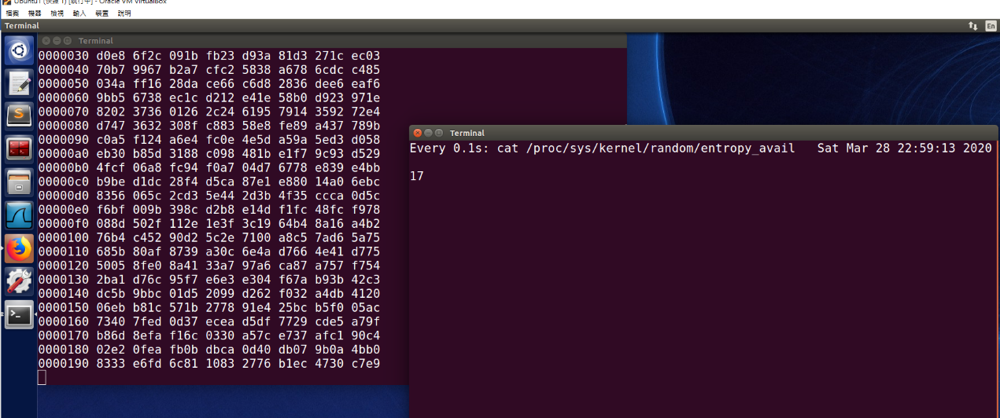 Ubuntu1 (快照 1) [執行中] - Oracle VM VirtualBox
檔案 機器 檢視 輸入 裝置 說明
Terminal
En
Terminal
0000030 d0e8 6f2c 091b fb23 d93a 81d3 271c ec03
0000040 70b7 9967 b2a7 cfc2 5838 a678 6cdc c485
0000050 034a ff16 28da ce66 c6d8 2836 dee6 eaf6
0000060 9bb5 6738 ec1c d212 e41e 58b0 d923 971e
0000070 8202 3736 0126 2c24 6195 7914 3592 72e4
0000080 d747 3632 308f c883 58e8 fe89 a437 789b
0000090 c0a5 f124 a6e4 fc0e 4e5d a59a 5ed3 d058
00000a0 eb30 b85d 3188 c098 481b e1f7 9c93 d529
00000b0 4fcf 06a8 fc94 f0a7 04d7 6778 e839 e4bb
00000c0 b9be d1dc 28f4 d5ca 87e1 e880 14a0 6ebc
00000d0 8356 065c 2cd3 5e44 2d3b 4f35 ccca 0d5c
00000e0 f6bf 009b 398c d2b8 e14d f1fc 48fc f978
00000f0 088d 502f 112e 1e3f 3c19 64b4 8a16 a4b2
0000100 76b4 c452 90d2 5c2e 7100 a8c5 7ad6 5a75
0000110 685b 80af 8739 a30c 6e4a d766 4e41 d775
0000120 5005 8fe0 8a41 33a7 97a6 ca87 a757 f754
0000130 2ba1 d76c 95f7 e6e3 e304 f67a b93b 42c3
0000140 dc5b 9bbc 01d5 2099 d262 f032 a4db 4120
0000150 06eb b81c 571b 2778 91e4 25bc b5f0 05ac
0000160 7340 7fed 0d37 ecea d5df 7729 cde5 a79f
0000170 b86d 8efa f16c 0330 a57c e737 afc1 90c4
0000180 02e2 0fea fb0b dbca 0d40 db07 9b0a 4bb0
0000190 8333 e6fd 6c81 1083 2776 b1ec 4730 c7e9
Terminal
Every 0.1s: cat /proc/sys/kernel/random/entropy_avail Sat Mar 28 22:59:13 2020
17